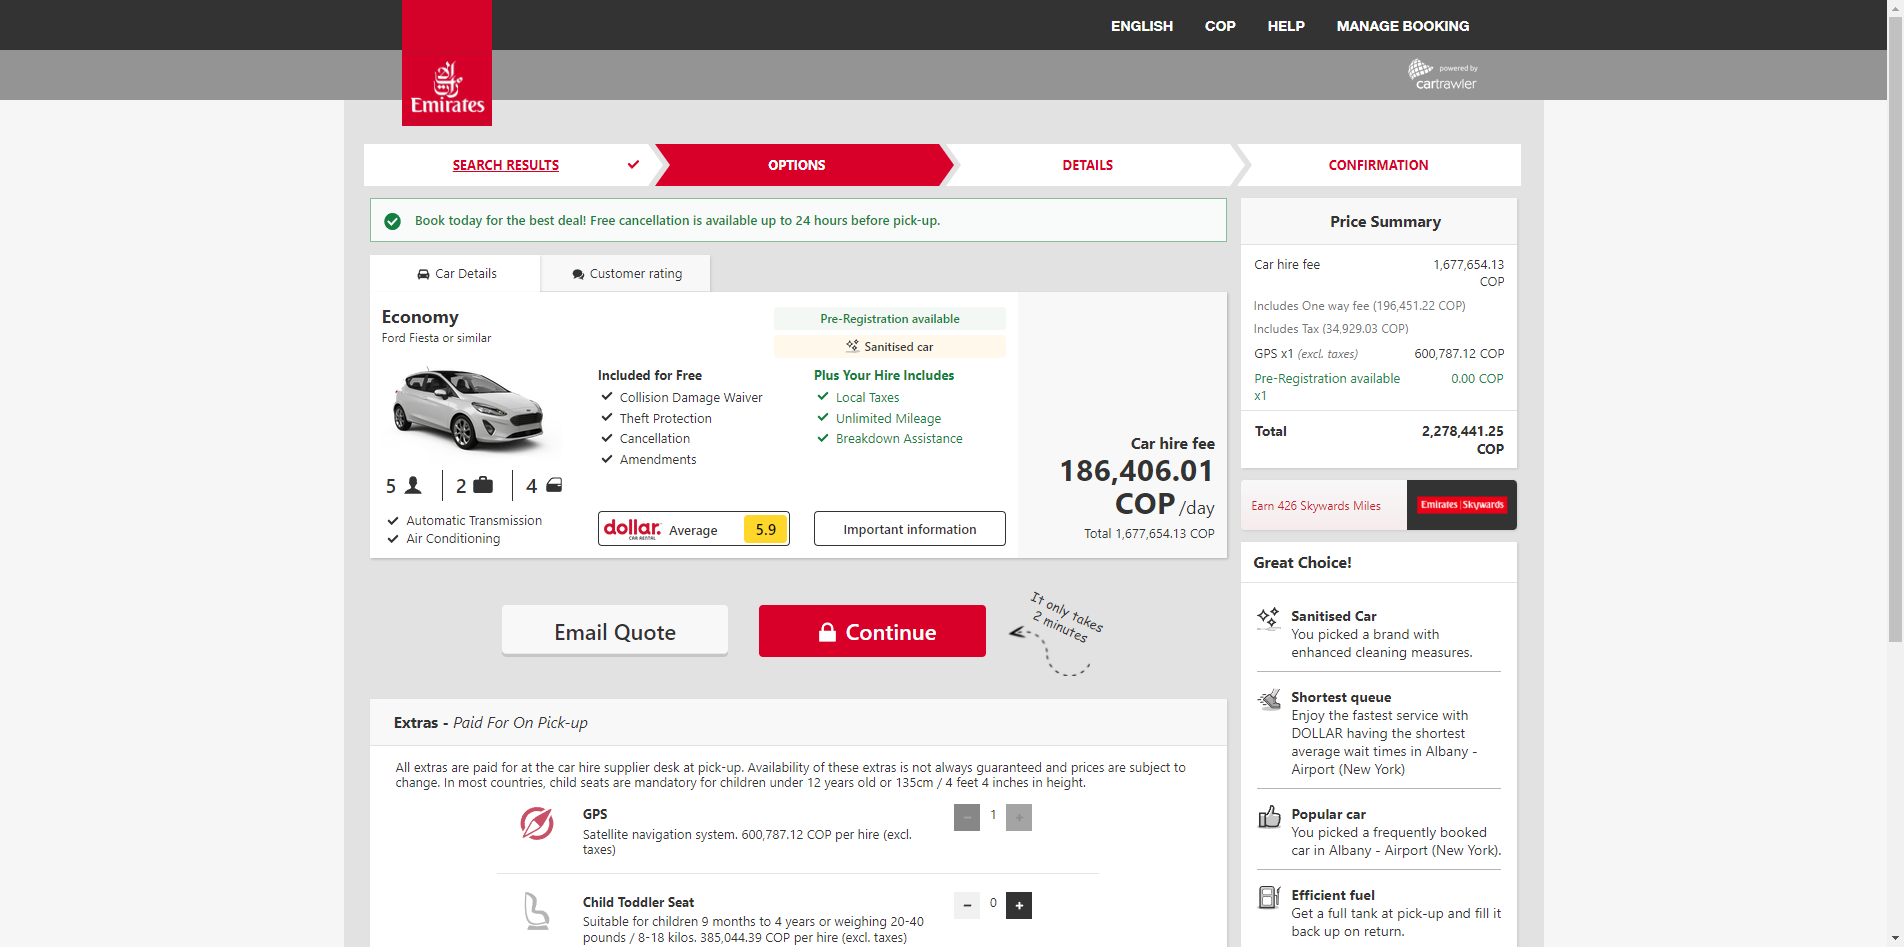 ENGLISH COP HELP MANAGE BOOKING
Emirates
powered by
cartrawler
SEARCH RESULTS OPTIONS DETAILS CONFIRMATION
Book today for the best deal! Free cancellation is available up to 24 hours before pick-up.
Car Details Customer rating
Economy
Ford Fiesta or similar
5 2 4
Automatic Transmission
Air Conditioning
Pre-Registration available
Sanitised car
Included for Free
Collision Damage Waiver
Theft Protection
Cancellation
Amendments
Plus Your Hire Includes
Local Taxes
Unlimited Mileage
Breakdown Assistance
dollar. CAR RENTAL Average 5.9
Important information
Car hire fee
186,406.01
COP /day
Total 1,677,654.13 COP
Email Quote
Continue
It only takes
2 minutes
Extras - Paid For On Pick-up
All extras are paid for at the car hire supplier desk at pick-up. Availability of these extras is not always guaranteed and prices are subject to
change. In most countries, child seats are mandatory for children under 12 years old or 135cm / 4 feet 4 inches in height.
GPS
Satellite navigation system. 600,787.12 COP per hire (excl.
taxes)
− 1 +
Child Toddler Seat
Suitable for children 9 months to 4 years or weighing 20-40
pounds / 8-18 kilos. 385,044.39 COP per hire (excl. taxes)
− 0 +
Price Summary
Car hire fee 1,677,654.13
COP
Includes One way fee (196,451.22 COP)
Includes Tax (34,929.03 COP)
GPS x1 (excl. taxes) 600,787.12 COP
Pre-Registration available 0.00 COP
x1
Total 2,278,441.25
COP
Earn 426 Skywards Miles Emirates | Skywards
Great Choice!
Sanitised Car
You picked a brand with
enhanced cleaning measures.
Shortest queue
Enjoy the fastest service with
DOLLAR having the shortest
average wait times in Albany -
Airport (New York)
Popular car
You picked a frequently booked
car in Albany - Airport (New York).
Efficient fuel
Get a full tank at pick-up and fill it
back up on return.